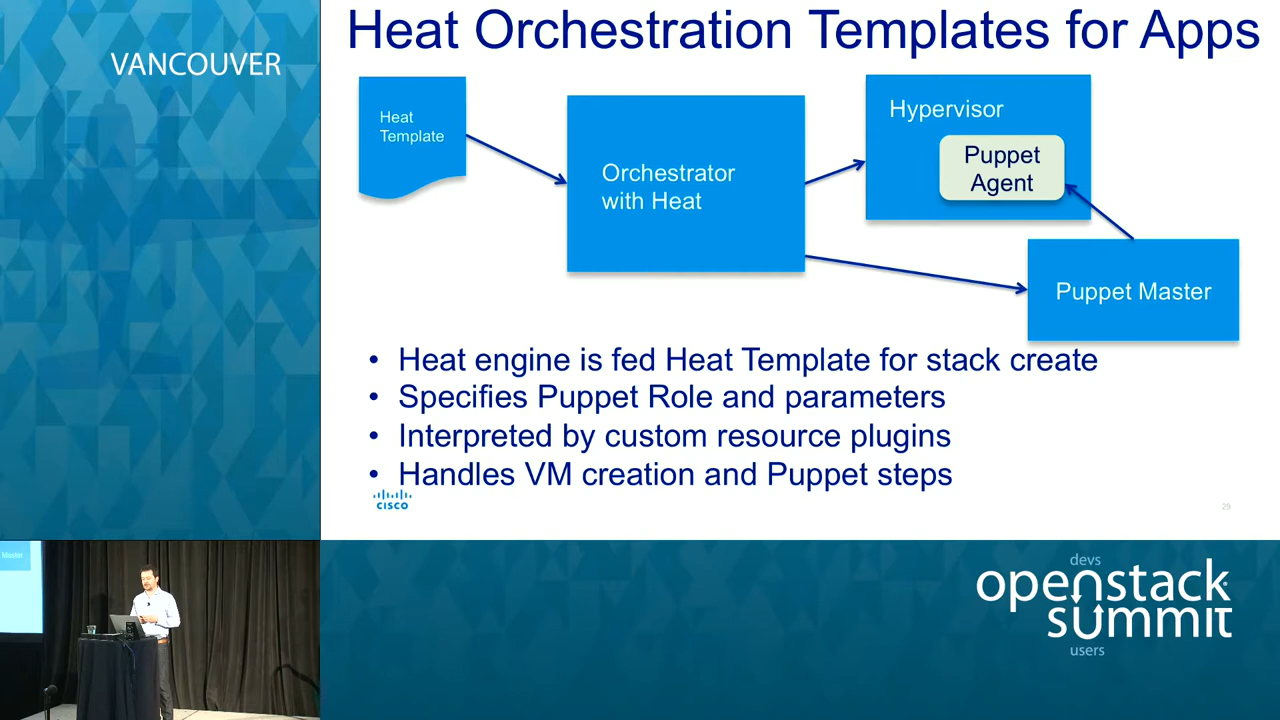 VANCOUVER
Heat Orchestration Templates for Apps
Heat
Template
Orchestrator
with Heat
Hypervisor
Puppet
Agent
Puppet Master
• Heat engine is fed Heat Template for stack create
• Specifies Puppet Role and parameters
• Interpreted by custom resource plugins
• Handles VM creation and Puppet steps
CISCO
29
Master
devs
openstack
summit
users